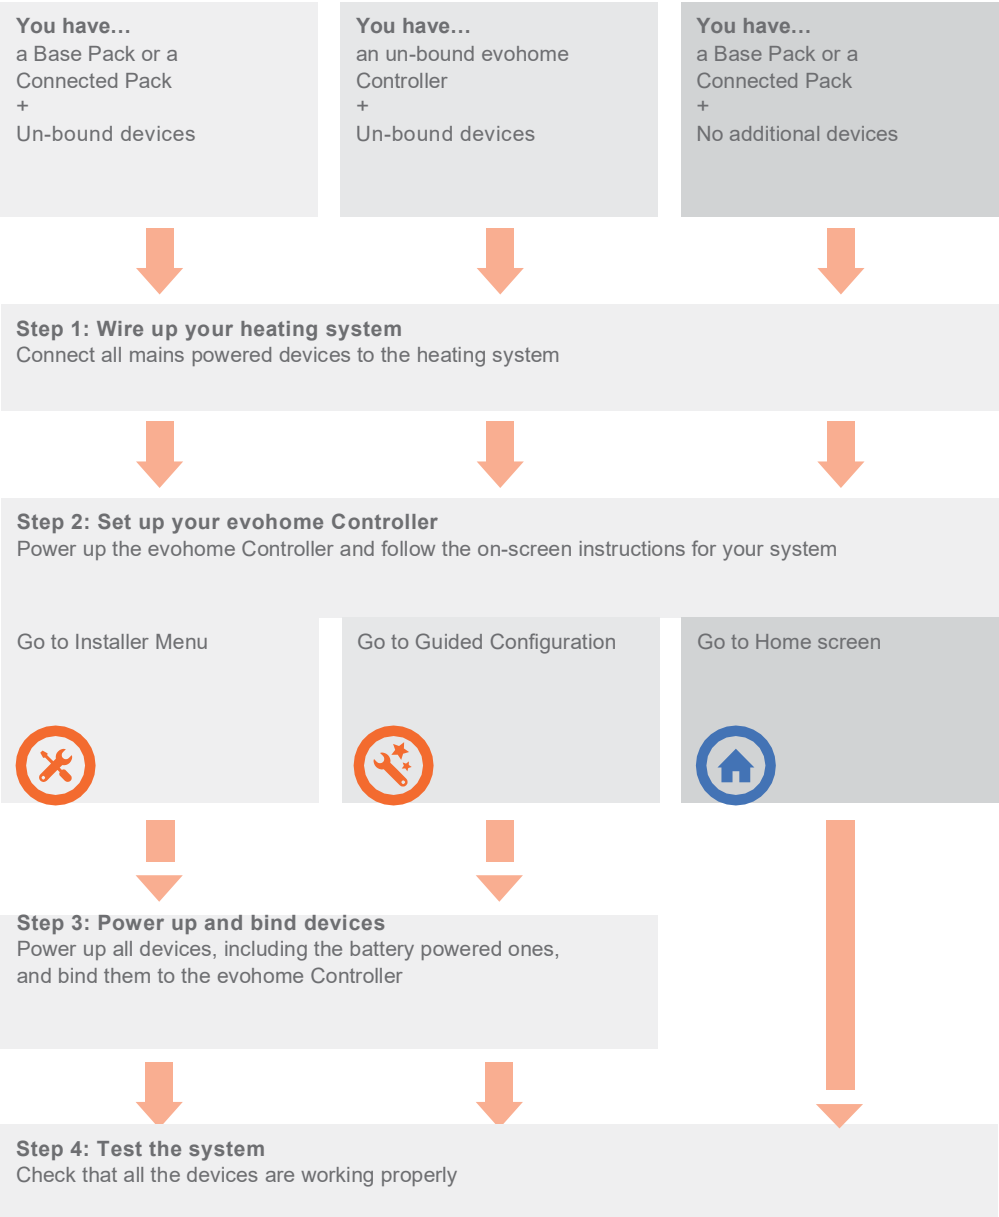 You have…
a Base Pack or a
Connected Pack
+
Un-bound devices
You have…
an un-bound evohome
Controller
+
Un-bound devices
You have…
a Base Pack or a
Connected Pack
+
No additional devices
Step 1: Wire up your heating system
Connect all mains powered devices to the heating system
Step 2: Set up your evohome Controller
Power up the evohome Controller and follow the on-screen instructions for your system
Go to Installer Menu
Go to Guided Configuration
Go to Home screen
Step 3: Power up and bind devices
Power up all devices, including the battery powered ones,
and bind them to the evohome Controller
Step 4: Test the system
Check that all the devices are working properly